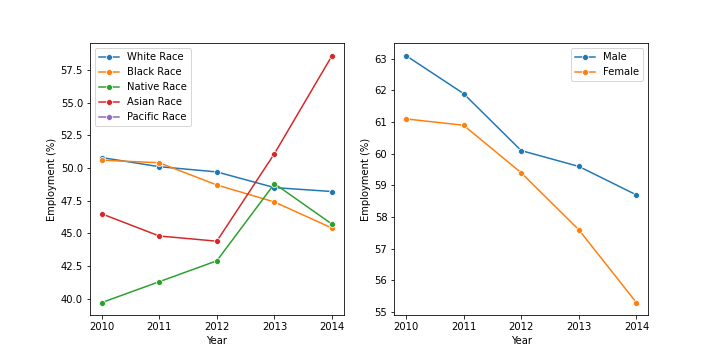 57.5
55.0
52.5
50.0
47.5
45.0
42.5
40.0
Employment (%)
White Race
Black Race
Native Race
Asian Race
Pacific Race
2010 2011 2012 2013 2014
Year
63
62
61
60
59
58
57
56
55
Employment (%)
Male
Female
2010 2011 2012 2013 2014
Year